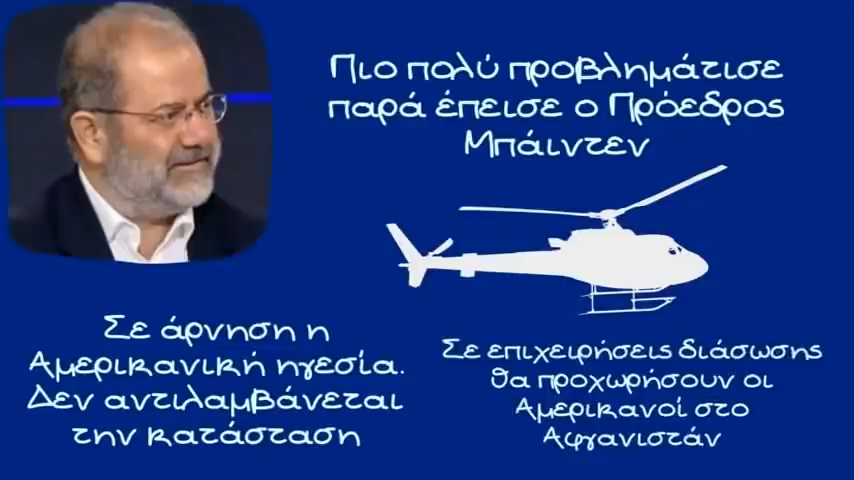 Πιο πολύ προβλημάτισε
παρά έπεισε ο Πρόεδρος
Μπάιντεν
Σε άρνηση η
Αμερικανική ηγεσία.
Δεν αντιλαμβάνεται
την κατάσταση
Σε επιχειρήσεις διάσωσης
θα προχωρήσουν οι
Αμερικανοί στο
Αφγανιστάν